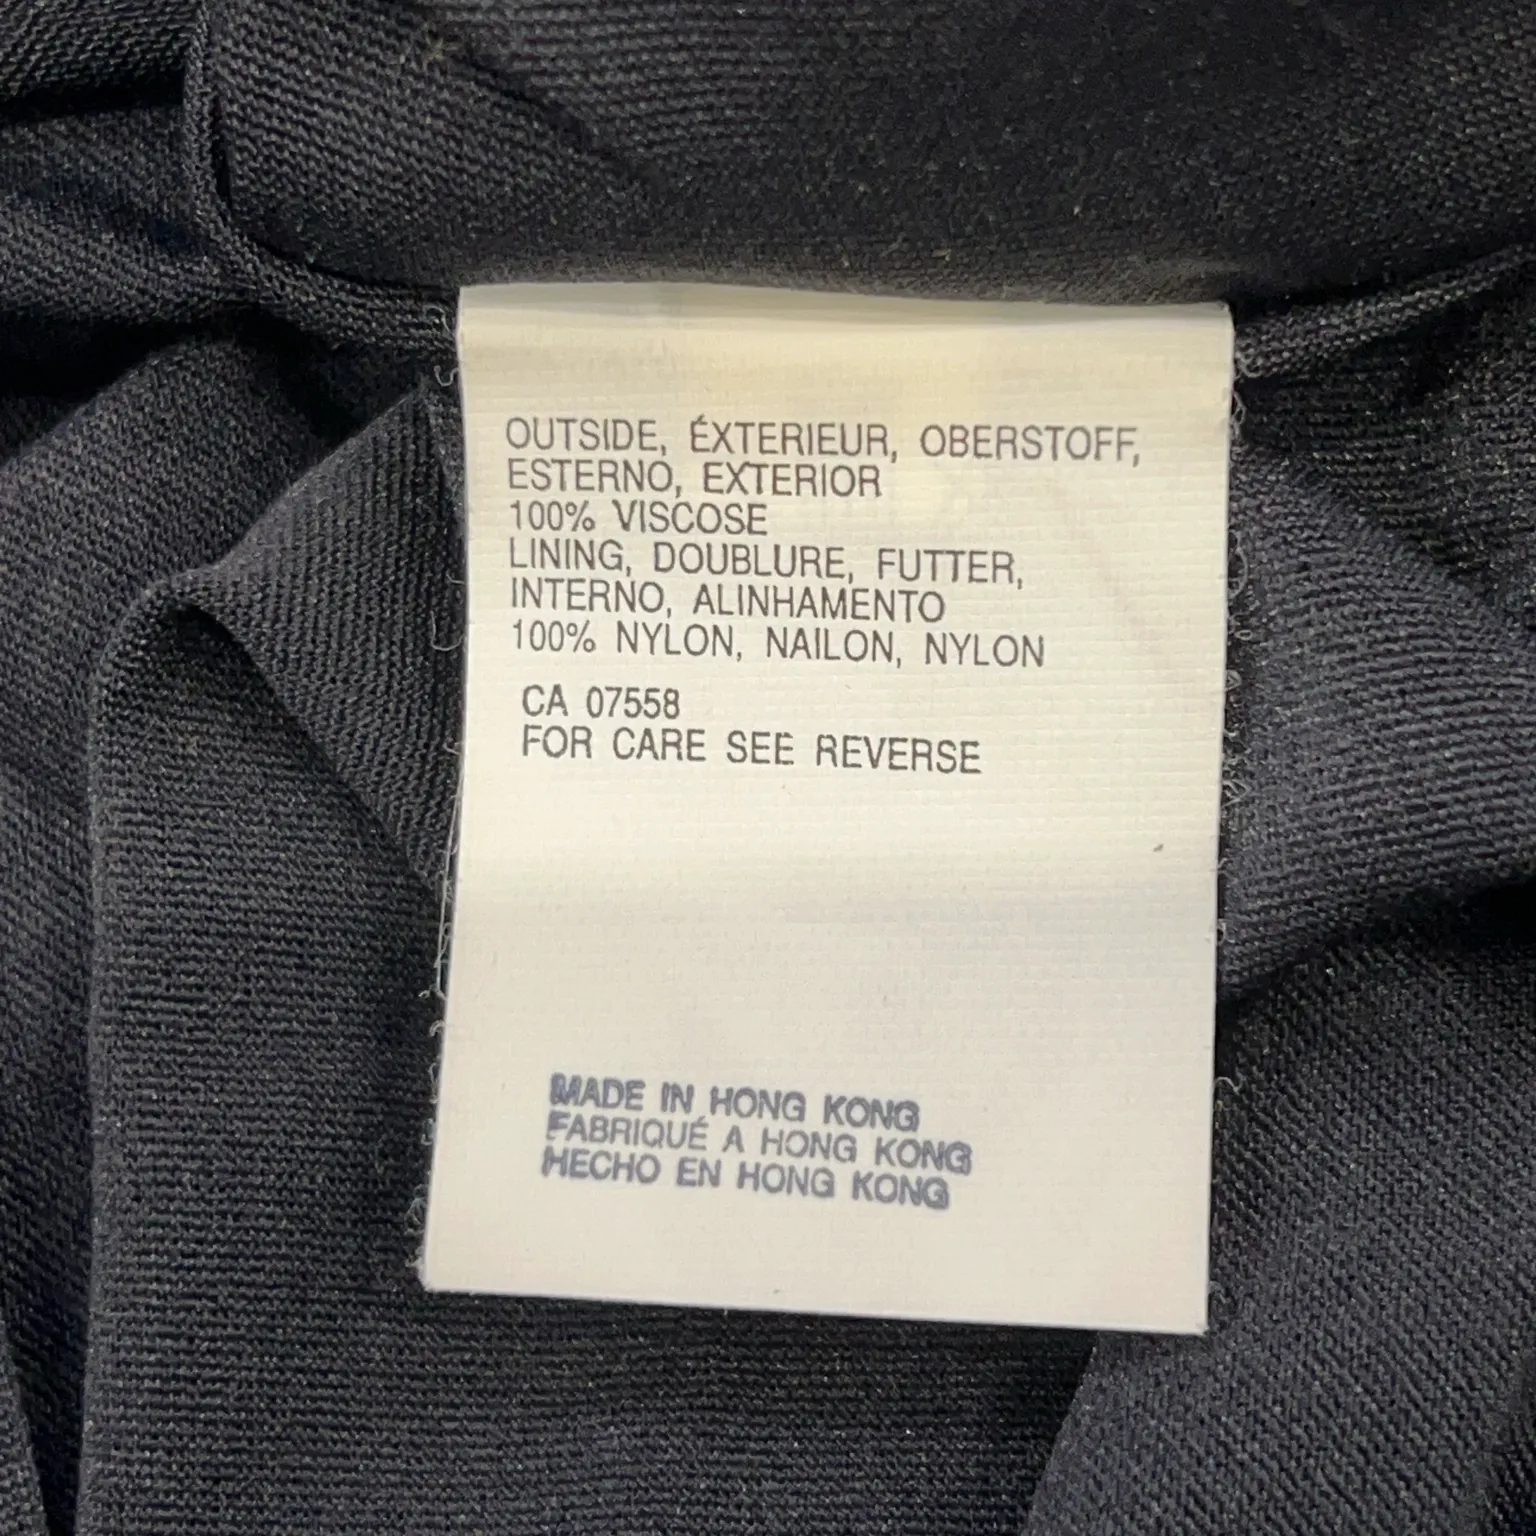 OUTSIDE, ÉXTERIEUR, OBERSTOFF,
ESTERNO, EXTERIOR
100% VISCOSE
LINING, DOUBLURE, FUTTER,
INTERNO, ALINHAMENTO
100% NYLON, NAILON, NYLON
CA 07558
FOR CARE SEE REVERSE
MADE IN HONG KONG
FABRIQUÉ A HONG KONG
HECHO EN HONG KONG